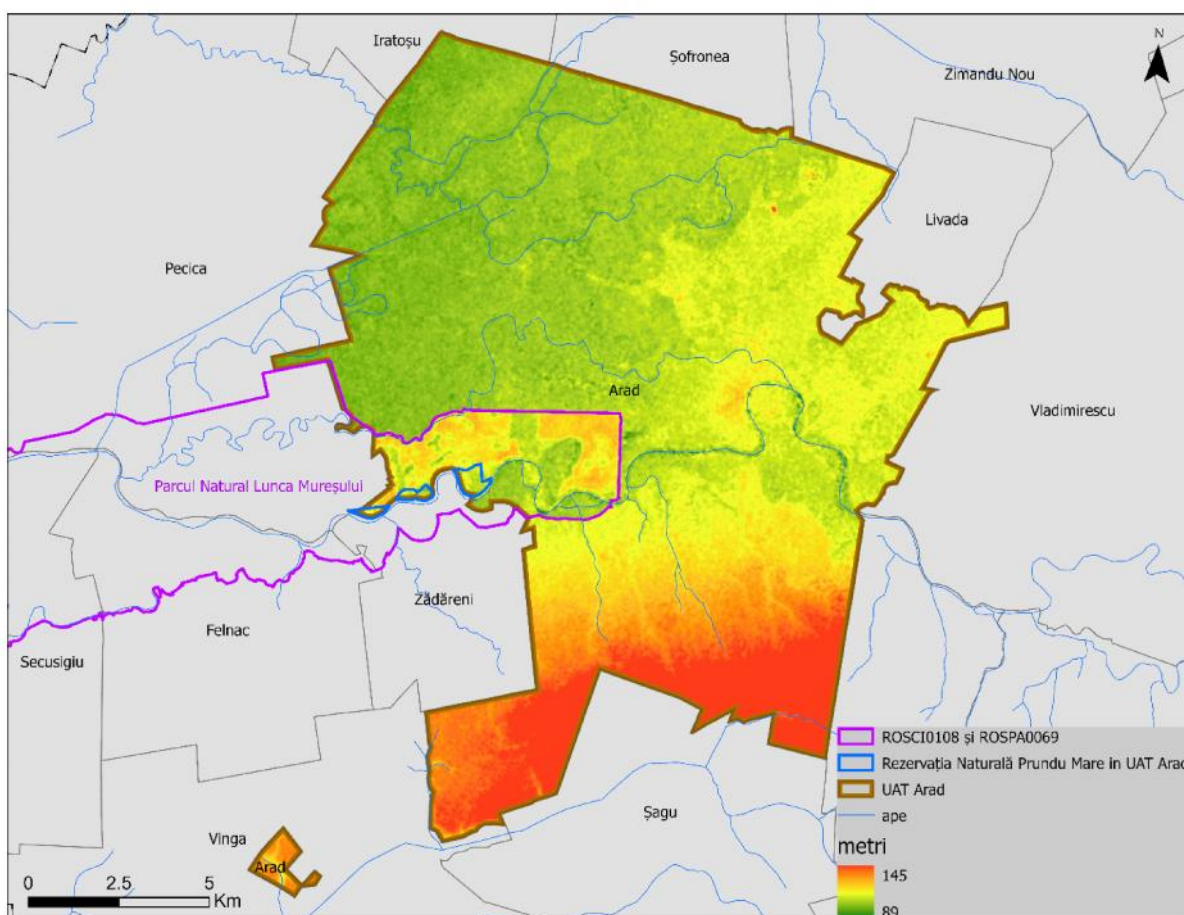 Iratoșu
Șofronea
N
Zimandu Nou
Livada
Pecica
Arad
Vladimirescu
Parcul Natural Lunca Mureșului
Zădăreni
Felnac
Secusigiu
ROSCI0108 și ROSPA0069
Rezervația Naturală Prundu Mare in UAT Arad
UAT Arad
ape
Șagu
Vinga
Arad
metri
145
89
0 2.5 5
Km